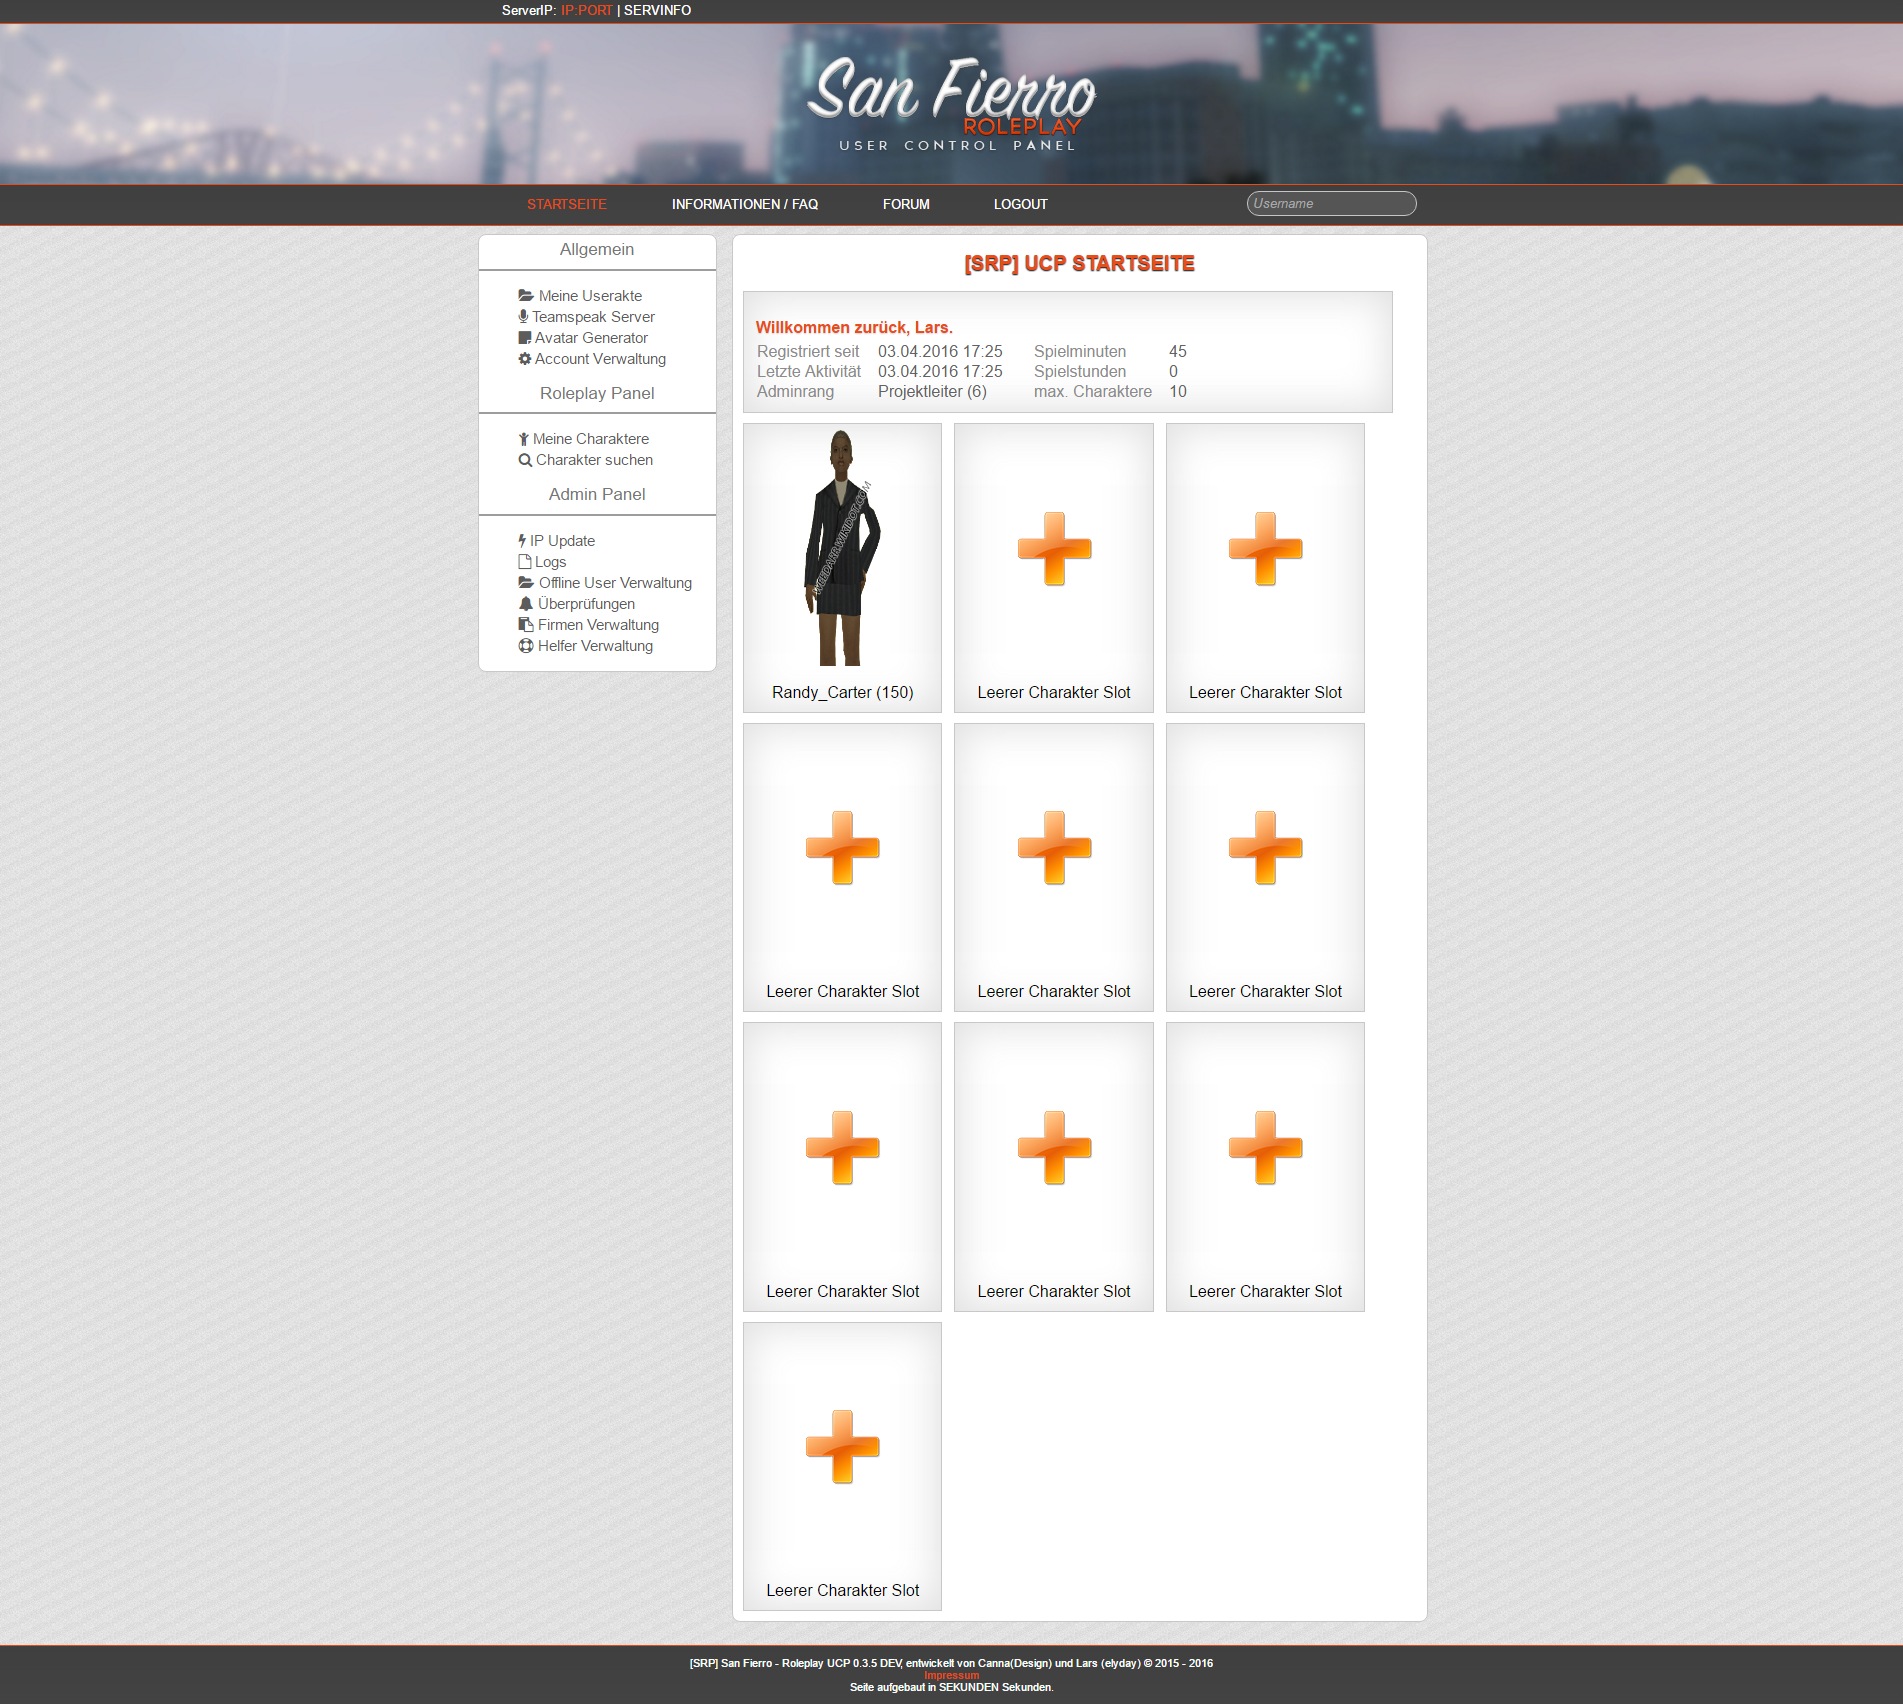 ServerIP: IP:PORT | SERVINFO
San Fierro
ROLEPLAY
USER CONTROL PANEL
STARTSEITE INFORMATIONEN / FAQ FORUM LOGOUT Username
Allgemein
Meine Userakte
Teamspeak Server
Avatar Generator
Account Verwaltung
Roleplay Panel
Meine Charaktere
Charakter suchen
Admin Panel
IP Update
Logs
Offline User Verwaltung
Überprüfungen
Firmen Verwaltung
Helfer Verwaltung
[SRP] UCP STARTSEITE
Willkommen zurück, Lars.
Registriert seit 03.04.2016 17:25 Spielminuten 45
Letzte Aktivität 03.04.2016 17:25 Spielstunden 0
Adminrang Projektleiter (6) max. Charaktere 10
WEEDARR.WIKIDOT.COM
Randy_Carter (150) Leerer Charakter Slot Leerer Charakter Slot
Leerer Charakter Slot Leerer Charakter Slot Leerer Charakter Slot
Leerer Charakter Slot Leerer Charakter Slot Leerer Charakter Slot
Leerer Charakter Slot
[SRP] San Fierro - Roleplay UCP 0.3.5 DEV, entwickelt von Canna(Design) und Lars (elyday) © 2015 - 2016
Impressum
Seite aufgebaut in SEKUNDEN Sekunden.